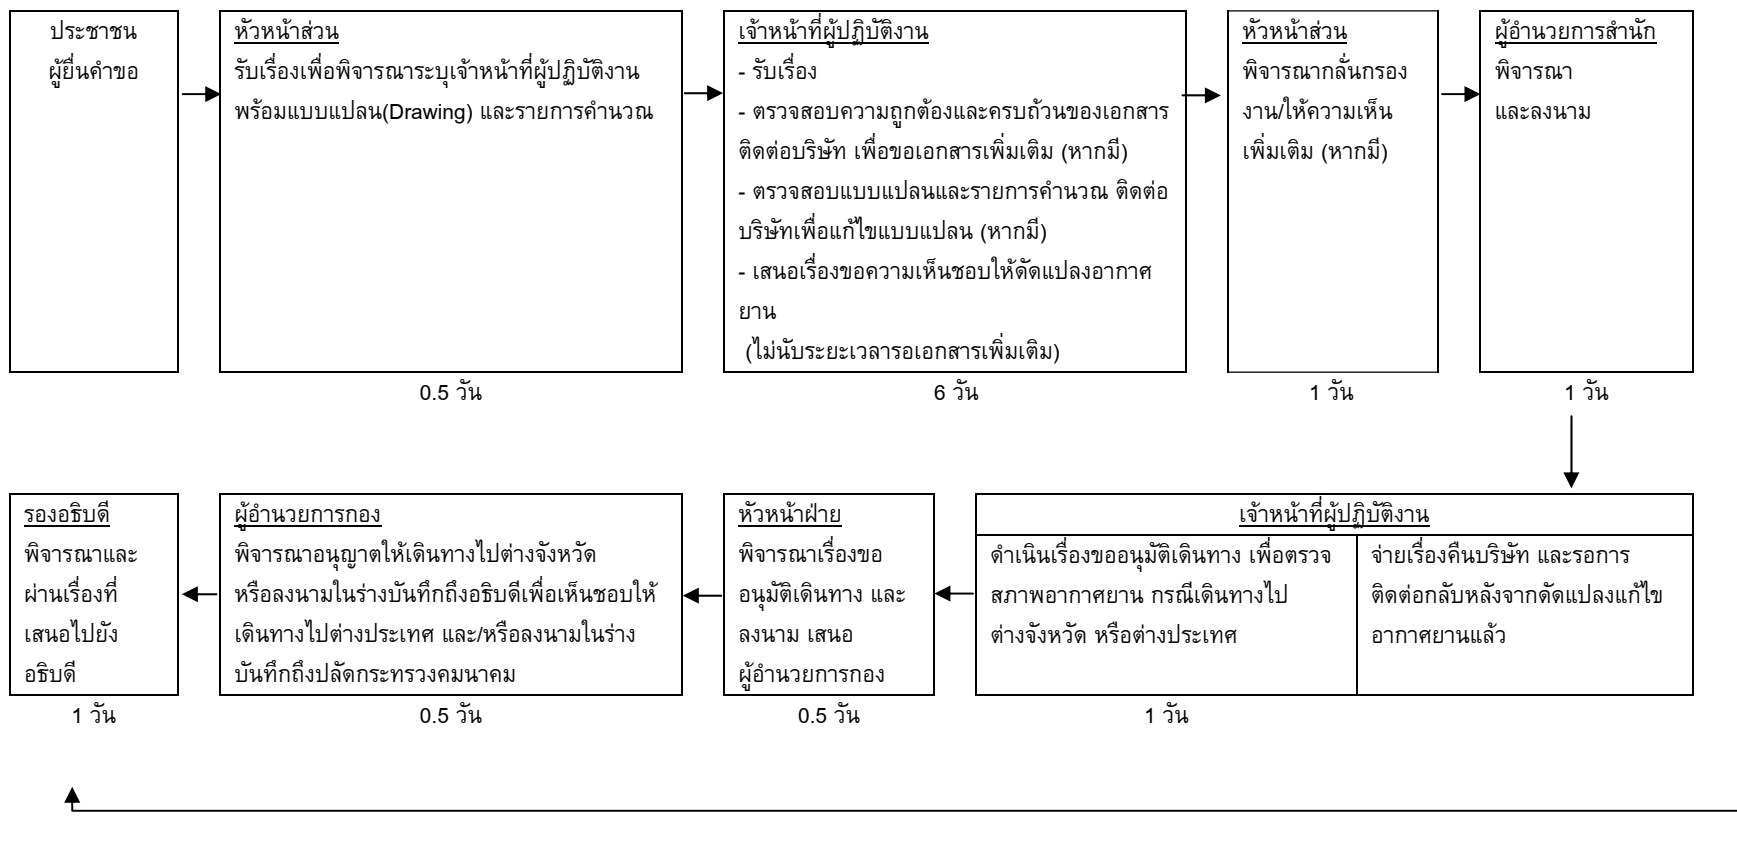 ประชาชน
ผู้ยื่นคำขอ
หัวหน้าส่วน
รับเรื่องเพื่อพิจารณาระบุเจ้าหน้าที่ผู้ปฏิบัติงาน
พร้อมแบบแปลน(Drawing) และรายการคำนวณ
0.5 วัน
เจ้าหน้าที่ผู้ปฏิบัติงาน
- รับเรื่อง
- ตรวจสอบความถูกต้องและครบถ้วนของเอกสาร
ติดต่อบริษัท เพื่อขอเอกสารเพิ่มเติม (หากมี)
- ตรวจสอบแบบแปลนและรายการคำนวณ ติดต่อ
บริษัทเพื่อแก้ไขแบบแปลน (หากมี)
- เสนอเรื่องขอความเห็นชอบให้ดัดแปลงอากาศ
ยาน
(ไม่นับระยะเวลารอเอกสารเพิ่มเติม)
6 วัน
หัวหน้าส่วน
พิจารณากลั่นกรอง
งาน/ให้ความเห็น
เพิ่มเติม (หากมี)
1 วัน
ผู้อำนวยการสำนัก
พิจารณา
และลงนาม
1 วัน
เจ้าหน้าที่ผู้ปฏิบัติงาน
ดำเนินเรื่องขออนุมัติเดินทาง เพื่อตรวจ
สภาพอากาศยาน กรณีเดินทางไป
ต่างจังหวัด หรือต่างประเทศ
จ่ายเรื่องคืนบริษัท และรอการ
ติดต่อกลับหลังจากดัดแปลงแก้ไข
อากาศยานแล้ว
1 วัน
หัวหน้าฝ่าย
พิจารณาเรื่องขอ
อนุมัติเดินทาง และ
ลงนาม เสนอ
ผู้อำนวยการกอง
0.5 วัน
ผู้อำนวยการกอง
พิจารณาอนุญาตให้เดินทางไปต่างจังหวัด
หรือลงนามในร่างบันทึกถึงอธิบดีเพื่อเห็นชอบให้
เดินทางไปต่างประเทศ และ/หรือลงนามในร่าง
บันทึกถึงปลัดกระทรวงคมนาคม
0.5 วัน
รองอธิบดี
พิจารณาและ
ผ่านเรื่องที่
เสนอไปยัง
อธิบดี
1 วัน